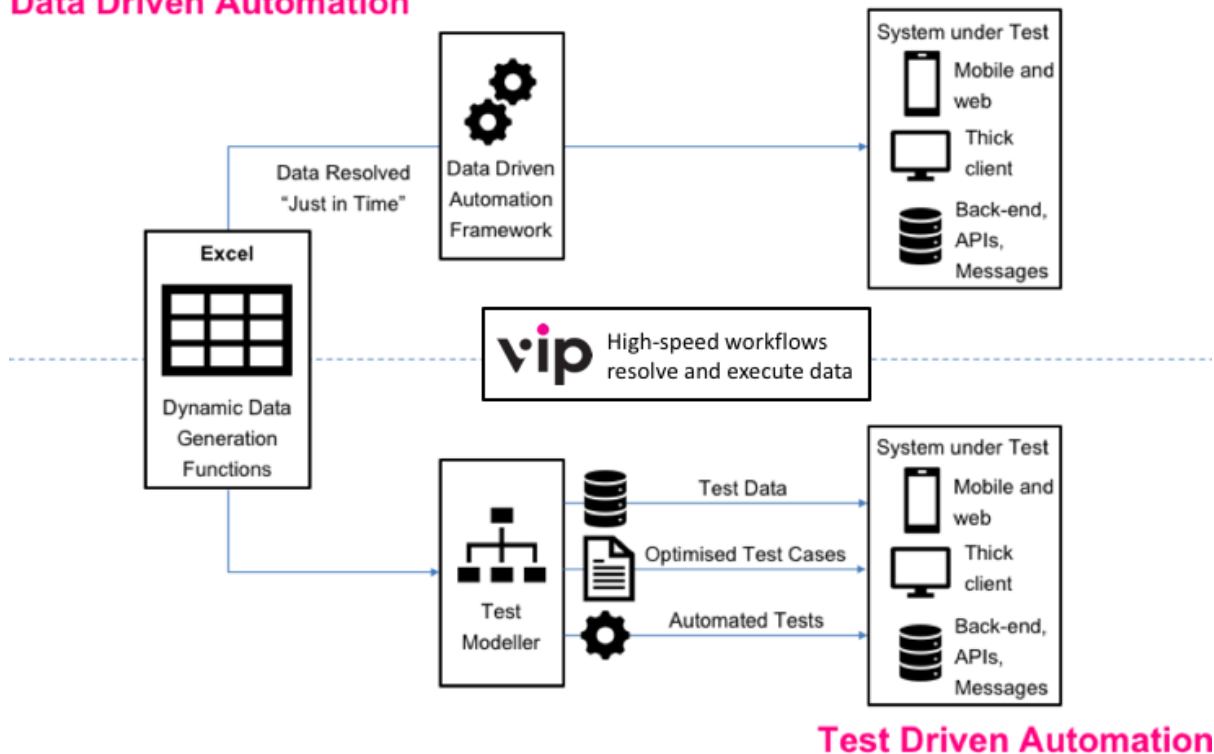 Data Driven Automation
System under Test
Mobile and
web
Thick
client
Back-end,
APIs,
Messages
Data Driven
Automation
Framework
Data Resolved
“Just in Time”
Excel
Dynamic Data
Generation
Functions
vip
High-speed workflows
resolve and execute data
Test
Modeller
Test Data
Optimised Test Cases
Automated Tests
System under Test
Mobile and
web
Thick
client
Back-end,
APIs,
Messages
Test Driven Automation